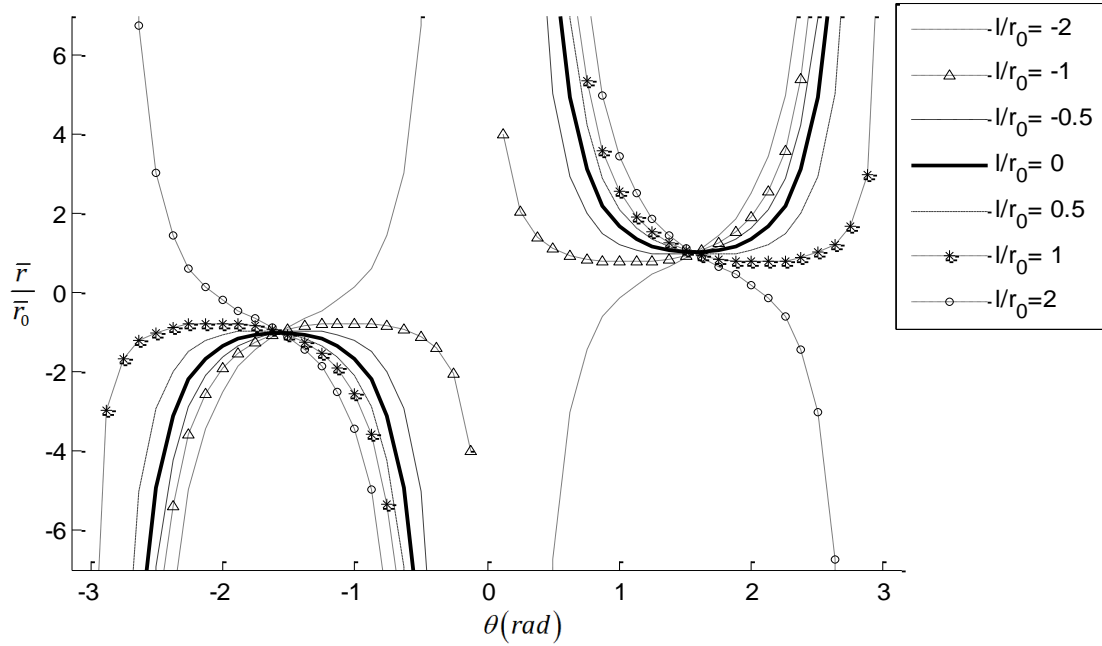 6
4
2
0
-2
-4
-6
r̅
r̅₀
-3
-2
-1
0
1
2
3
θ(rad)
l/r₀= -2
l/r₀= -1
l/r₀= -0.5
l/r₀= 0
l/r₀= 0.5
l/r₀= 1
l/r₀=2